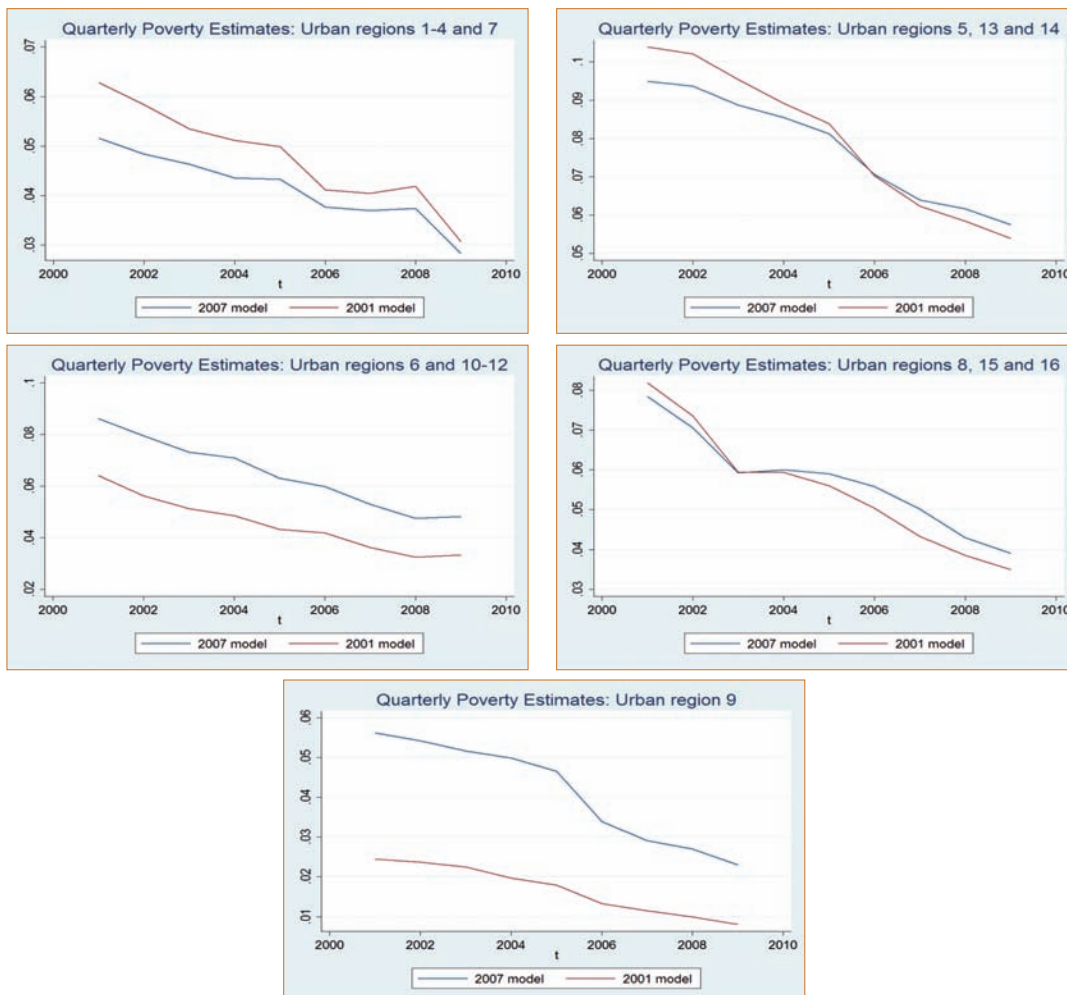 Quarterly Poverty Estimates: Urban regions 1-4 and 7
.07
.06
.05
.04
.03
2000 2002 2004 2006 2008 2010
t
2007 model 2001 model
Quarterly Poverty Estimates: Urban regions 5, 13 and 14
.1
.09
.08
.07
.06
.05
2000 2002 2004 2006 2008 2010
t
2007 model 2001 model
Quarterly Poverty Estimates: Urban regions 6 and 10-12
.1
.08
.06
.04
.02
2000 2002 2004 2006 2008 2010
t
2007 model 2001 model
Quarterly Poverty Estimates: Urban regions 8, 15 and 16
.08
.07
.06
.05
.04
.03
2000 2002 2004 2006 2008 2010
t
2007 model 2001 model
Quarterly Poverty Estimates: Urban region 9
.06
.05
.04
.03
.02
.01
2000 2002 2004 2006 2008 2010
t
2007 model 2001 model